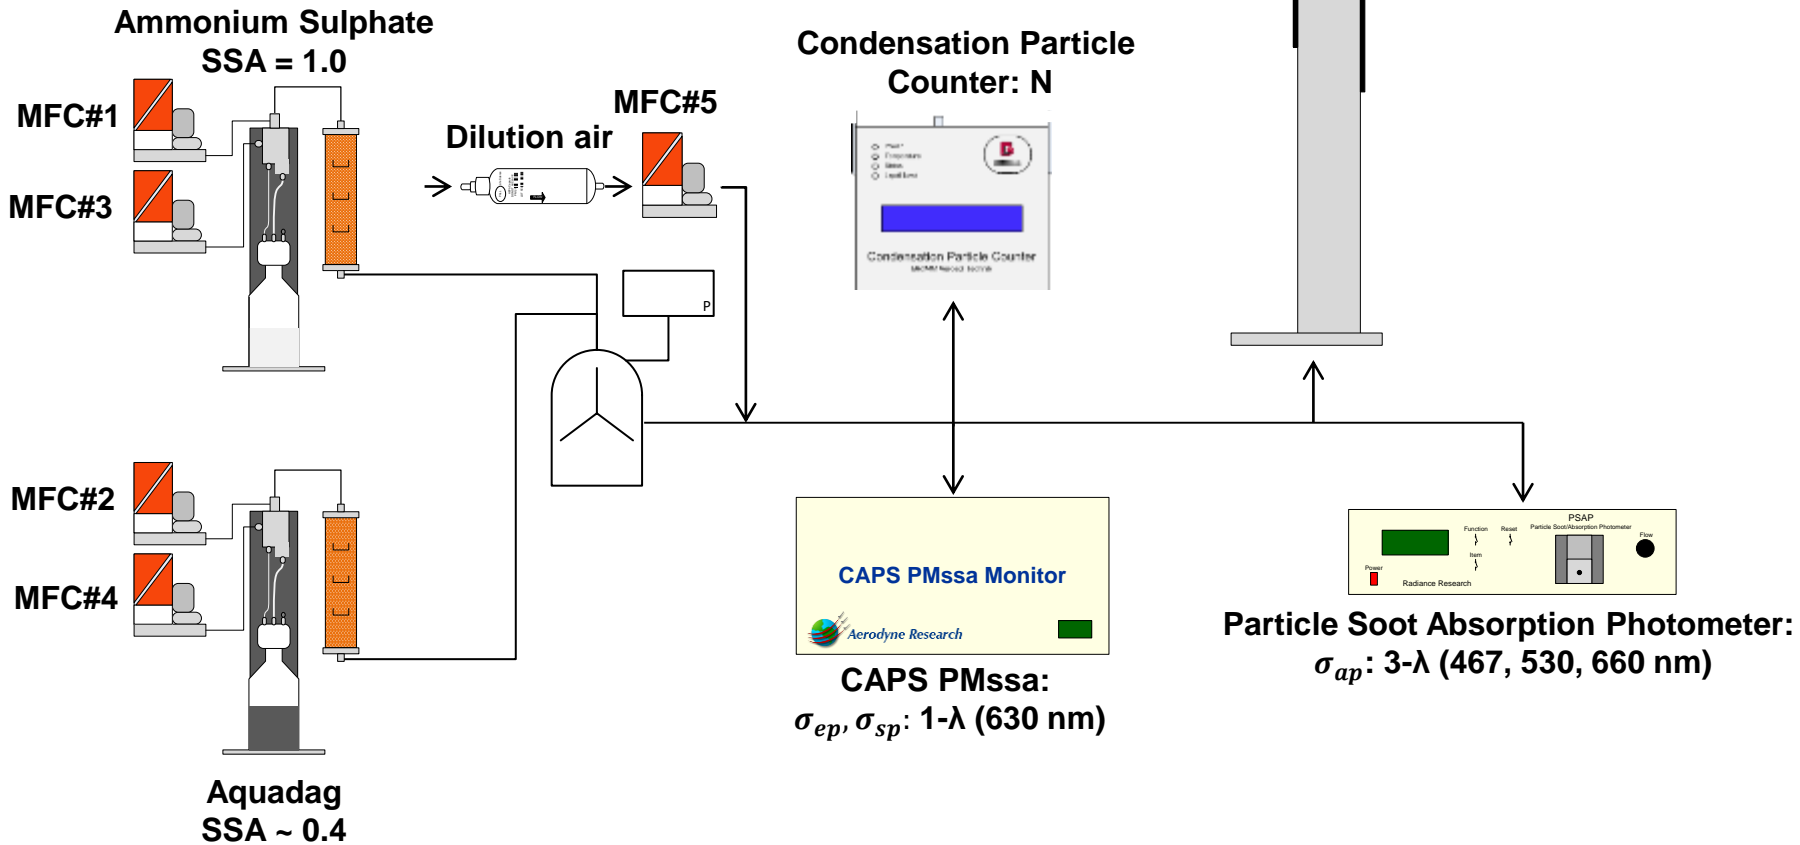 Ammonium Sulphate
SSA = 1.0
MFC#1
MFC#3
Dilution air
MFC#5
Condensation Particle
Counter: N
Condensation Particle Counter
P
MFC#2
MFC#4
Aquadag
SSA ~ 0.4
CAPS PMssa Monitor
Aerodyne Research
CAPS PMssa:
σₑₚ, σₛₚ: 1-λ (630 nm)
PSAP
Particle Soot/Absorption Photometer
Function
Reset
Flow
Item
Power
Radiance Research
Particle Soot Absorption Photometer:
σₐₚ: 3-λ (467, 530, 660 nm)